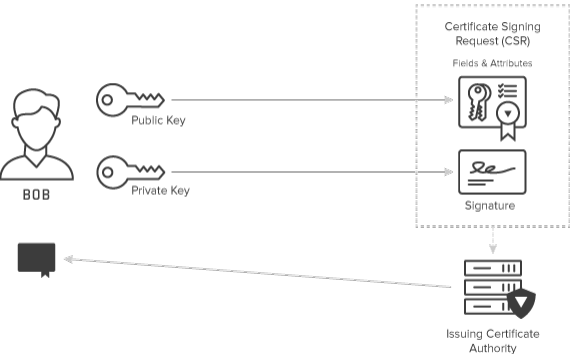 Certificate Signing
Request (CSR)
Fields & Attributes
Public Key
Private Key
BOB
Signature
Issuing Certificate
Authority